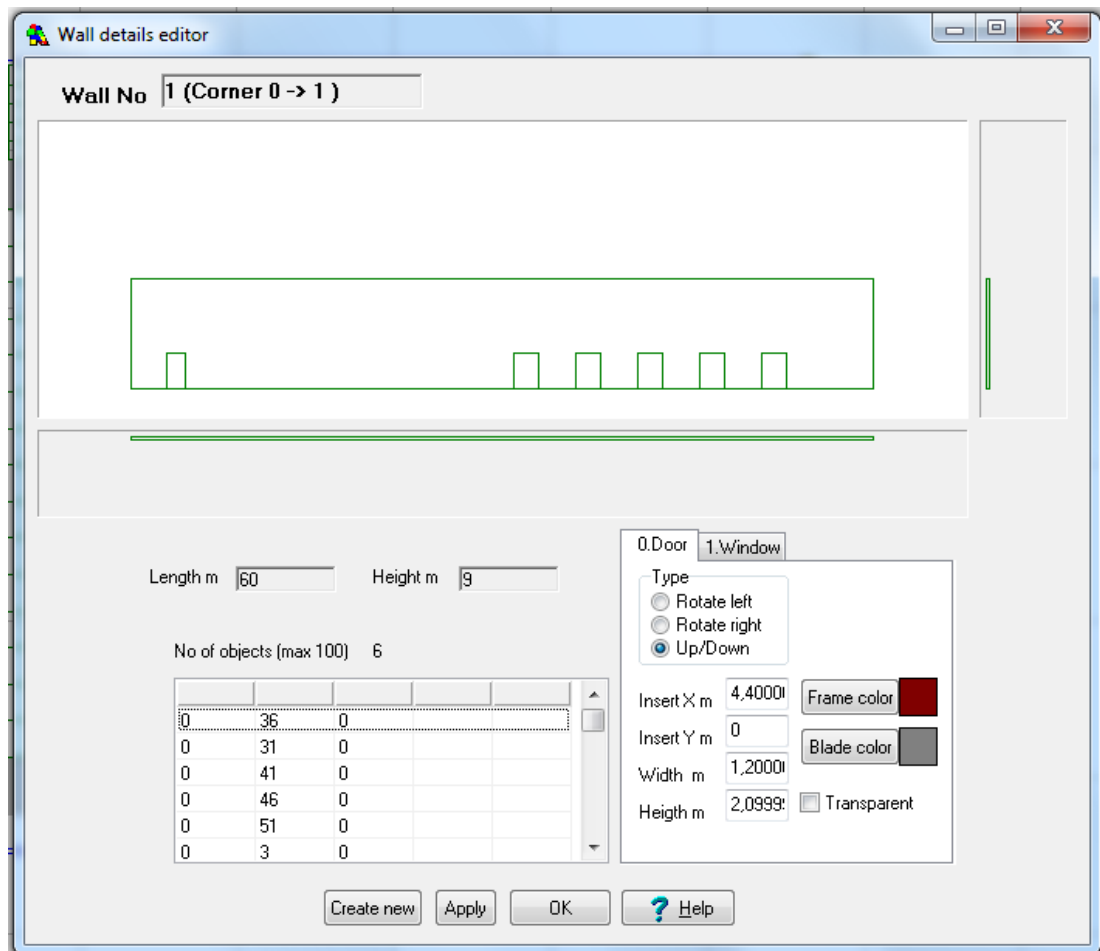 Wall details editor
Wall No 1 (Corner 0 -> 1 )
0.Door 1.Window
Length m 60 Height m 9
Type
Rotate left
Rotate right
Up/Down
No of objects (max 100) 6
0 36 0
0 31 0
0 41 0
0 46 0
0 51 0
0 3 0
Insert X m 4,4000 Frame color
Insert Y m 0
Blade color
Width m 1,2000
Heigth m 2,0999 Transparent
Create new Apply OK ? Help